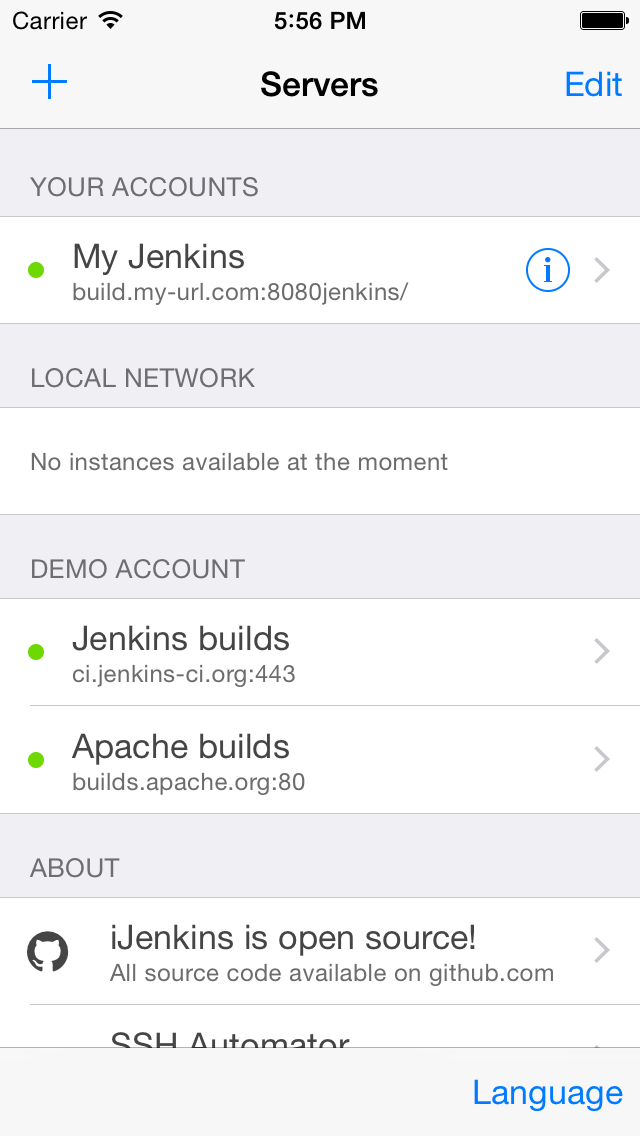 Carrier 5:56 PM
Servers Edit
YOUR ACCOUNTS
My Jenkins
build.my-url.com:8080jenkins/
LOCAL NETWORK
No instances available at the moment
DEMO ACCOUNT
Jenkins builds
ci.jenkins-ci.org:443
Apache builds
builds.apache.org:80
ABOUT
iJenkins is open source!
All source code available on github.com
SSH Automator
Language